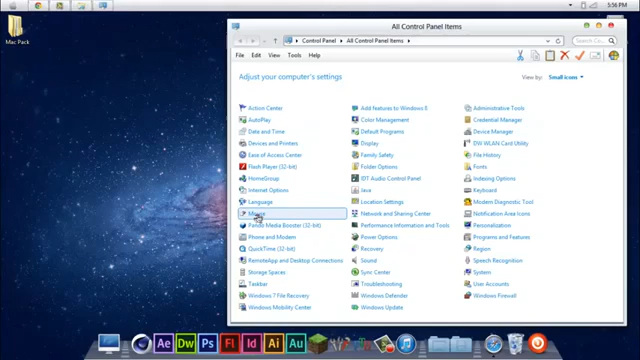 5:56 PM
All Control Panel Items
Mac Pack
Control Panel ▸ All Control Panel Items ▸
Search Co...
File Edit View Tools Help
Adjust your computer's settings
View by: Small icons
Action Center
Add features to Windows 8
Administrative Tools
AutoPlay
Color Management
Credential Manager
Date and Time
Default Programs
Device Manager
Devices and Printers
Display
DW WLAN Card Utility
Ease of Access Center
Family Safety
File History
Flash Player (32-bit)
Folder Options
Fonts
HomeGroup
IDT Audio Control Panel
Indexing Options
Internet Options
Java
Keyboard
Language
Location Settings
Modern Diagnostic Tool
Mouse
Network and Sharing Center
Notification Area Icons
Pando Media Booster (32-bit)
Performance Information and Tools
Personalization
Phone and Modem
Power Options
Programs and Features
QuickTime (32-bit)
Recovery
Region
RemoteApp and Desktop Connections
Sound
Speech Recognition
Storage Spaces
Sync Center
System
Taskbar
Troubleshooting
User Accounts
Windows 7 File Recovery
Windows Defender
Windows Firewall
Windows Mobility Center
Windows Update
Ae Dw Ps Fl Id Ai Au